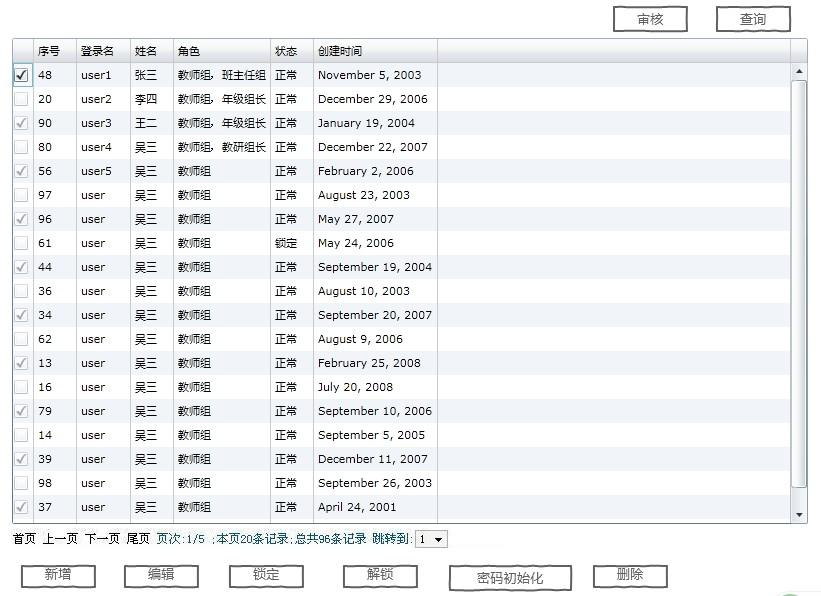 审核 查询
序号 登录名 姓名 角色 状态 创建时间
48 user1 张三 教师组，班主任组 正常 November 5, 2003
20 user2 李四 教师组，年级组长 正常 December 29, 2006
90 user3 王二 教师组，年级组长 正常 January 19, 2004
80 user4 吴三 教师组，教研组长 正常 December 22, 2007
56 user5 吴三 教师组 正常 February 2, 2006
97 user 吴三 教师组 正常 August 23, 2003
96 user 吴三 教师组 正常 May 27, 2007
61 user 吴三 教师组 锁定 May 24, 2006
44 user 吴三 教师组 正常 September 19, 2004
36 user 吴三 教师组 正常 August 10, 2003
34 user 吴三 教师组 正常 September 20, 2007
62 user 吴三 教师组 正常 August 9, 2006
13 user 吴三 教师组 正常 February 25, 2008
16 user 吴三 教师组 正常 July 20, 2008
79 user 吴三 教师组 正常 September 10, 2006
14 user 吴三 教师组 正常 September 5, 2005
39 user 吴三 教师组 正常 December 11, 2007
98 user 吴三 教师组 正常 September 26, 2003
37 user 吴三 教师组 正常 April 24, 2001
首页 上一页 下一页 尾页 页次:1/5 ;本页20条记录;总共96条记录 跳转到: 1
新增 编辑 锁定 解锁 密码初始化 删除